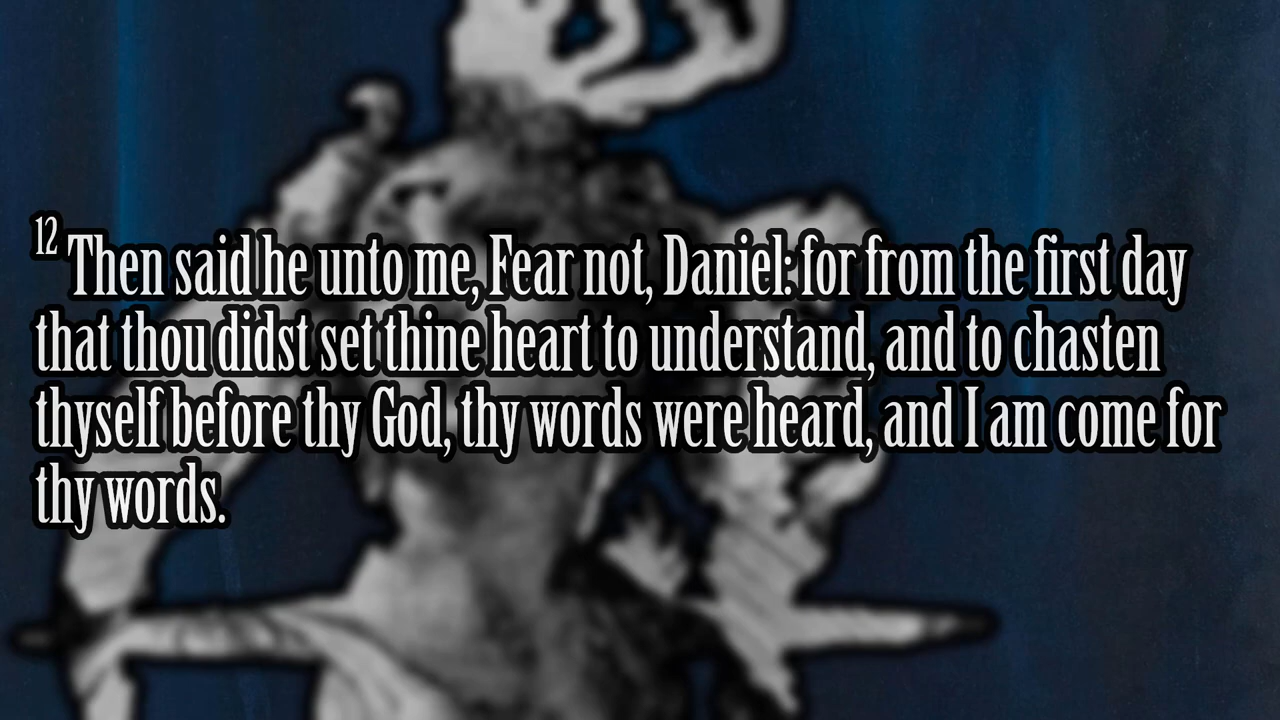 12 Then said he unto me, Fear not, Daniel: for from the first day
that thou didst set thine heart to understand, and to chasten
thyself before thy God, thy words were heard, and I am come for
thy words.